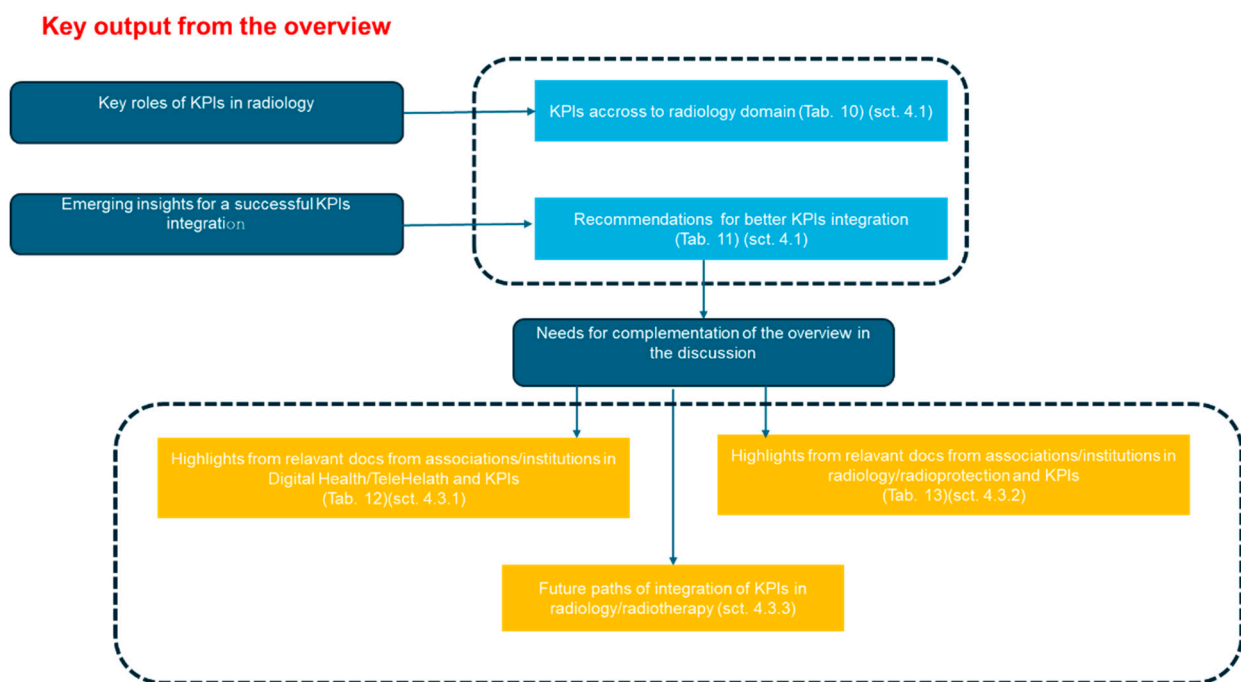 Key output from the overview
Key roles of KPIs in radiology
KPIs accross to radiology domain (Tab. 10) (sct. 4.1)
Emerging insights for a successful KPIs
integration
Recommendations for better KPIs integration
(Tab. 11) (sct. 4.1)
Needs for complementation of the overview in
the discussion
Highlights from relavant docs from associations/institutions in
Digital Health/TeleHelath and KPIs
(Tab. 12)(sct. 4.3.1)
Highlights from relevant docs from associations/institutions in
radiology/radioprotection and KPIs
(Tab. 13)(sct. 4.3.2)
Future paths of integration of KPIs in
radiology/radiotherapy (sct. 4.3.3)